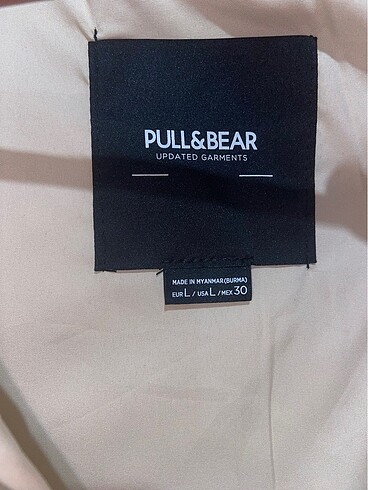 PULL&BEAR
UPDATED GARMENTS
MADE IN MYANMAR (BURMA)
EUR L / USA L / MEX 30